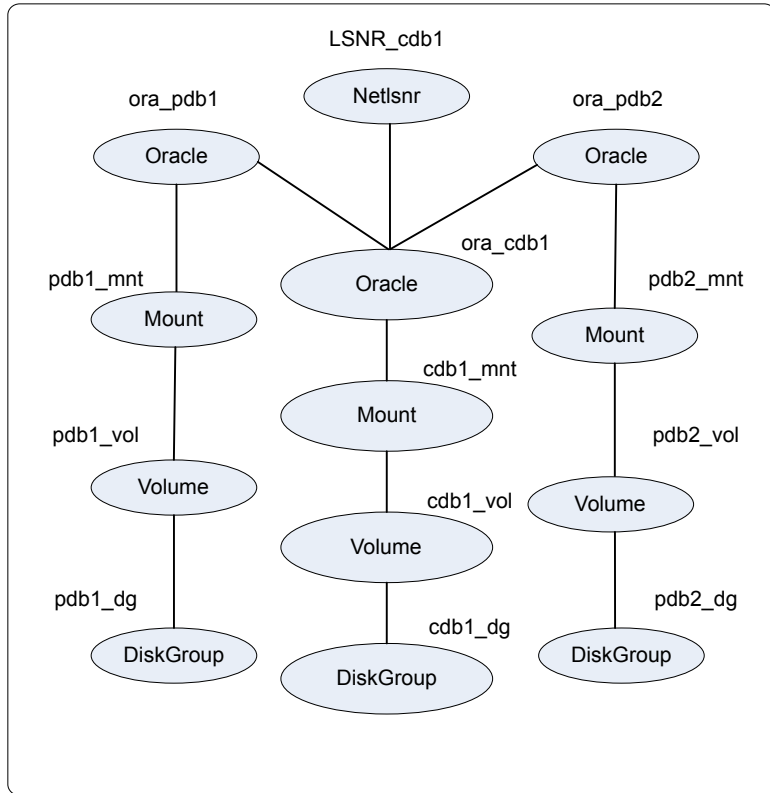 LSNR_cdb1
Netlsnr
ora_pdb1
ora_pdb2
Oracle
Oracle
ora_cdb1
Oracle
pdb1_mnt
pdb2_mnt
Mount
Mount
cdb1_mnt
Mount
pdb1_vol
pdb2_vol
Volume
Volume
cdb1_vol
Volume
pdb1_dg
pdb2_dg
cdb1_dg
DiskGroup
DiskGroup
DiskGroup